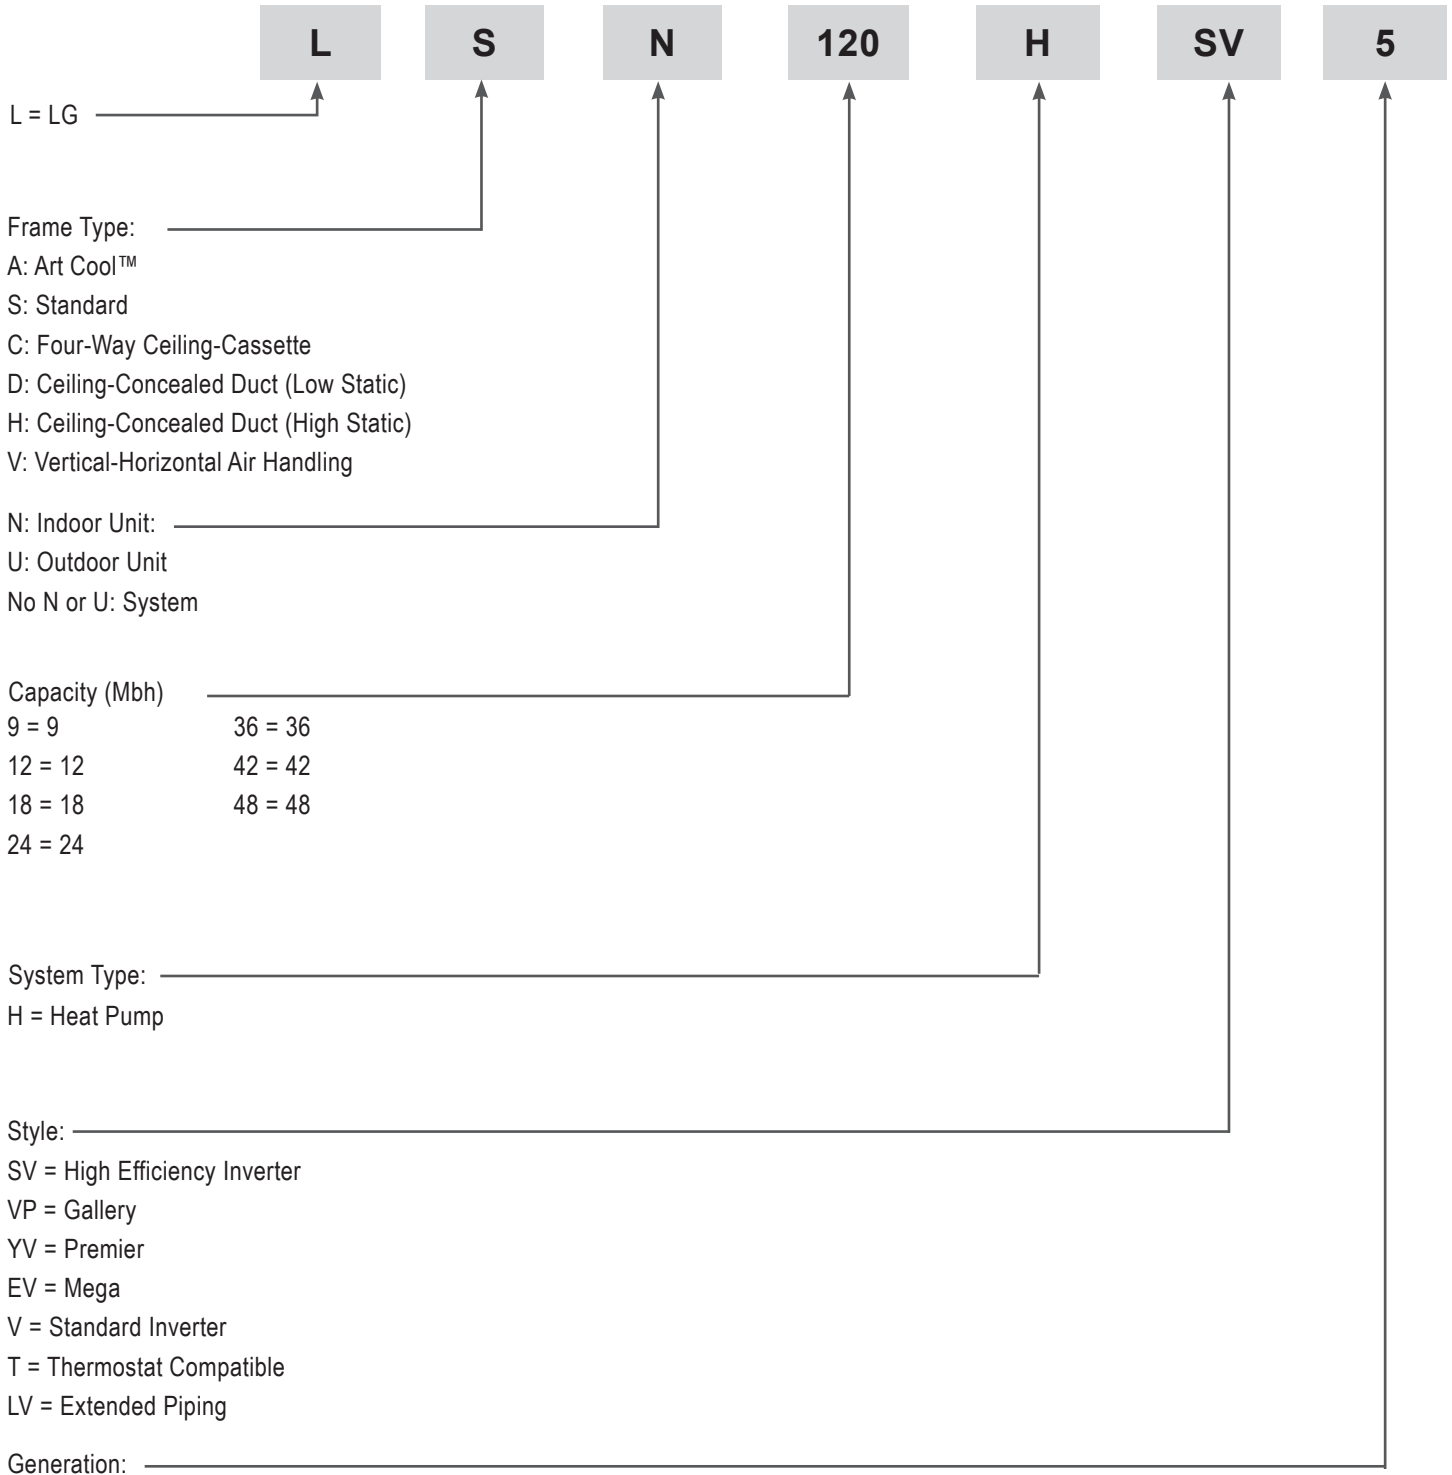 L S N 120 H SV 5
L = LG
Frame Type:
A: Art Cool™
S: Standard
C: Four-Way Ceiling-Cassette
D: Ceiling-Concealed Duct (Low Static)
H: Ceiling-Concealed Duct (High Static)
V: Vertical-Horizontal Air Handling
N: Indoor Unit:
U: Outdoor Unit
No N or U: System
Capacity (Mbh)
9 = 9 36 = 36
12 = 12 42 = 42
18 = 18 48 = 48
24 = 24
System Type:
H = Heat Pump
Style:
SV = High Efficiency Inverter
VP = Gallery
YV = Premier
EV = Mega
V = Standard Inverter
T = Thermostat Compatible
LV = Extended Piping
Generation: